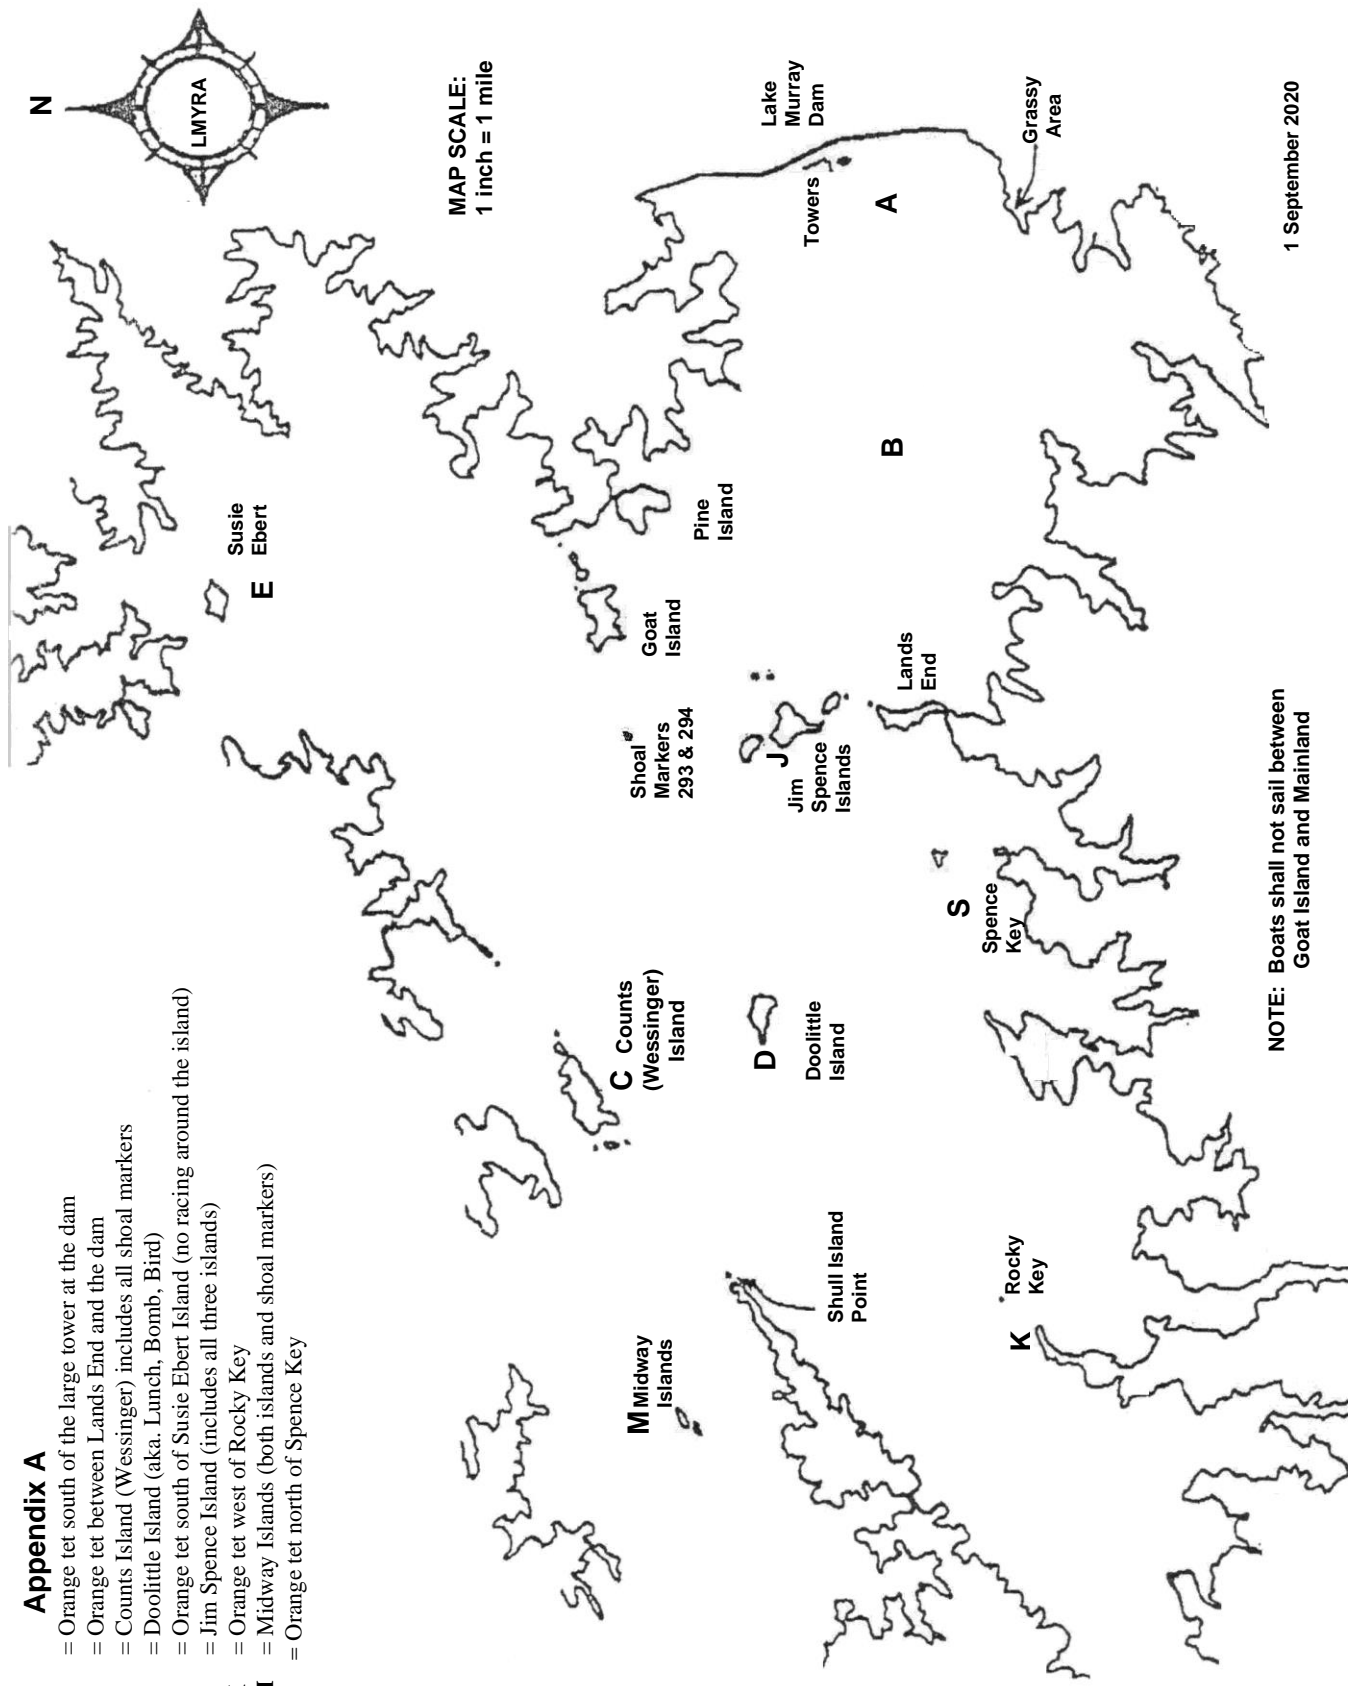 Appendix A
= Orange tet south of the large tower at the dam
= Orange tet between Lands End and the dam
= Counts Island (Wessinger) includes all shoal markers
= Doolittle Island (aka. Lunch, Bomb, Bird)
= Orange tet south of Susie Ebert Island (no racing around the island)
= Jim Spence Island (includes all three islands)
= Orange tet west of Rocky Key
= Midway Islands (both islands and shoal markers)
= Orange tet north of Spence Key
N
LMYRA
MAP SCALE:
1 inch = 1 mile
Susie
Ebert
E
Lake
Murray
Dam
Towers
A
Grassy
Area
Pine
Island
B
Goat
Island
Shoal
Markers
293 & 294
J
Jim
Spence
Islands
Lands
End
S
Spence
Key
C Counts
(Wessinger)
Island
D
Doolittle
Island
M Midway
Islands
Shull Island
Point
K
Rocky
Key
NOTE: Boats shall not sail between
Goat Island and Mainland
1 September 2020